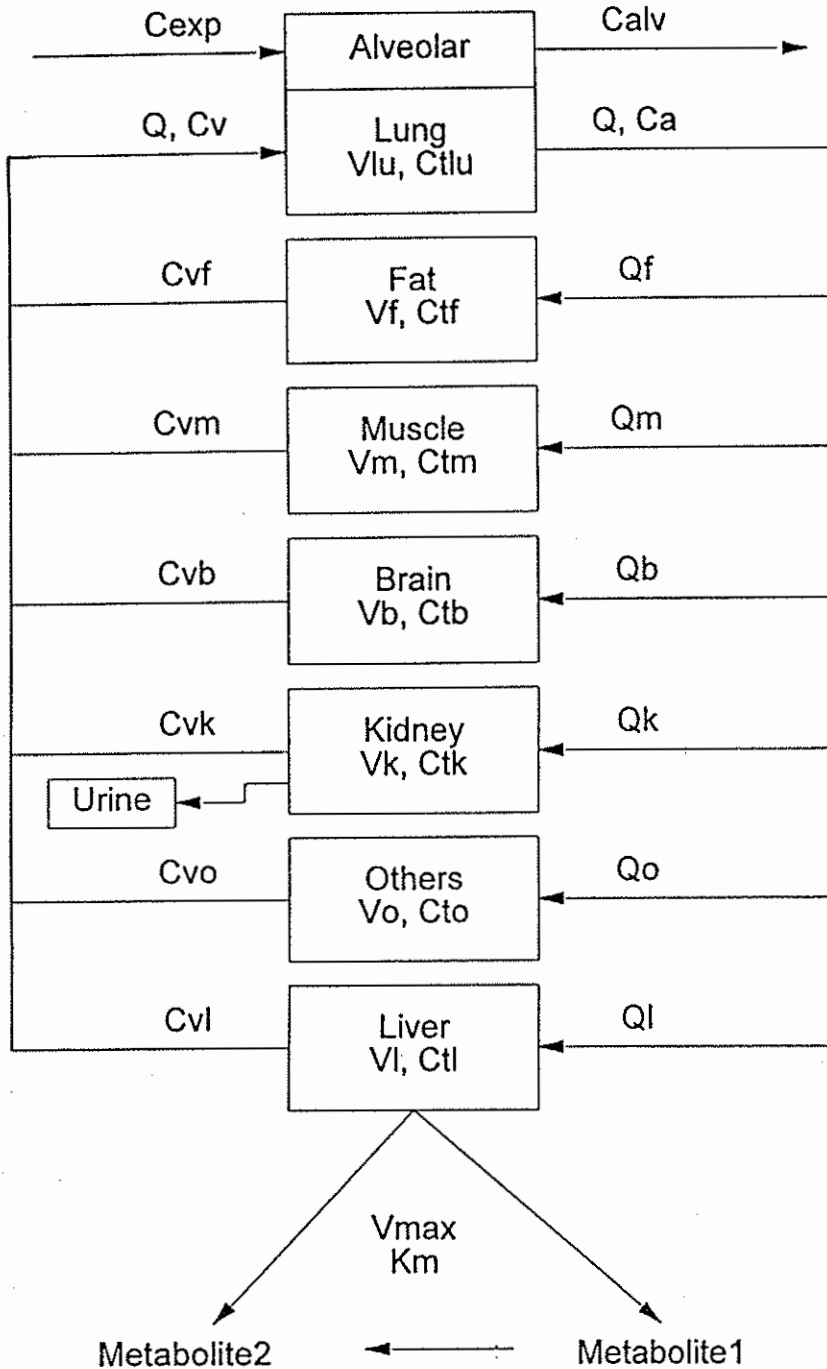 Cexp
Alveolar
Calv
Q, Cv
Lung
Vlu, Ctlu
Q, Ca
Cvf
Fat
Vf, Ctf
Qf
Cvm
Muscle
Vm, Ctm
Qm
Cvb
Brain
Vb, Ctb
Qb
Cvk
Kidney
Vk, Ctk
Qk
Urine
Cvo
Others
Vo, Cto
Qo
Cvl
Liver
Vl, Ctl
Ql
Vmax
Km
Metabolite2
Metabolite1